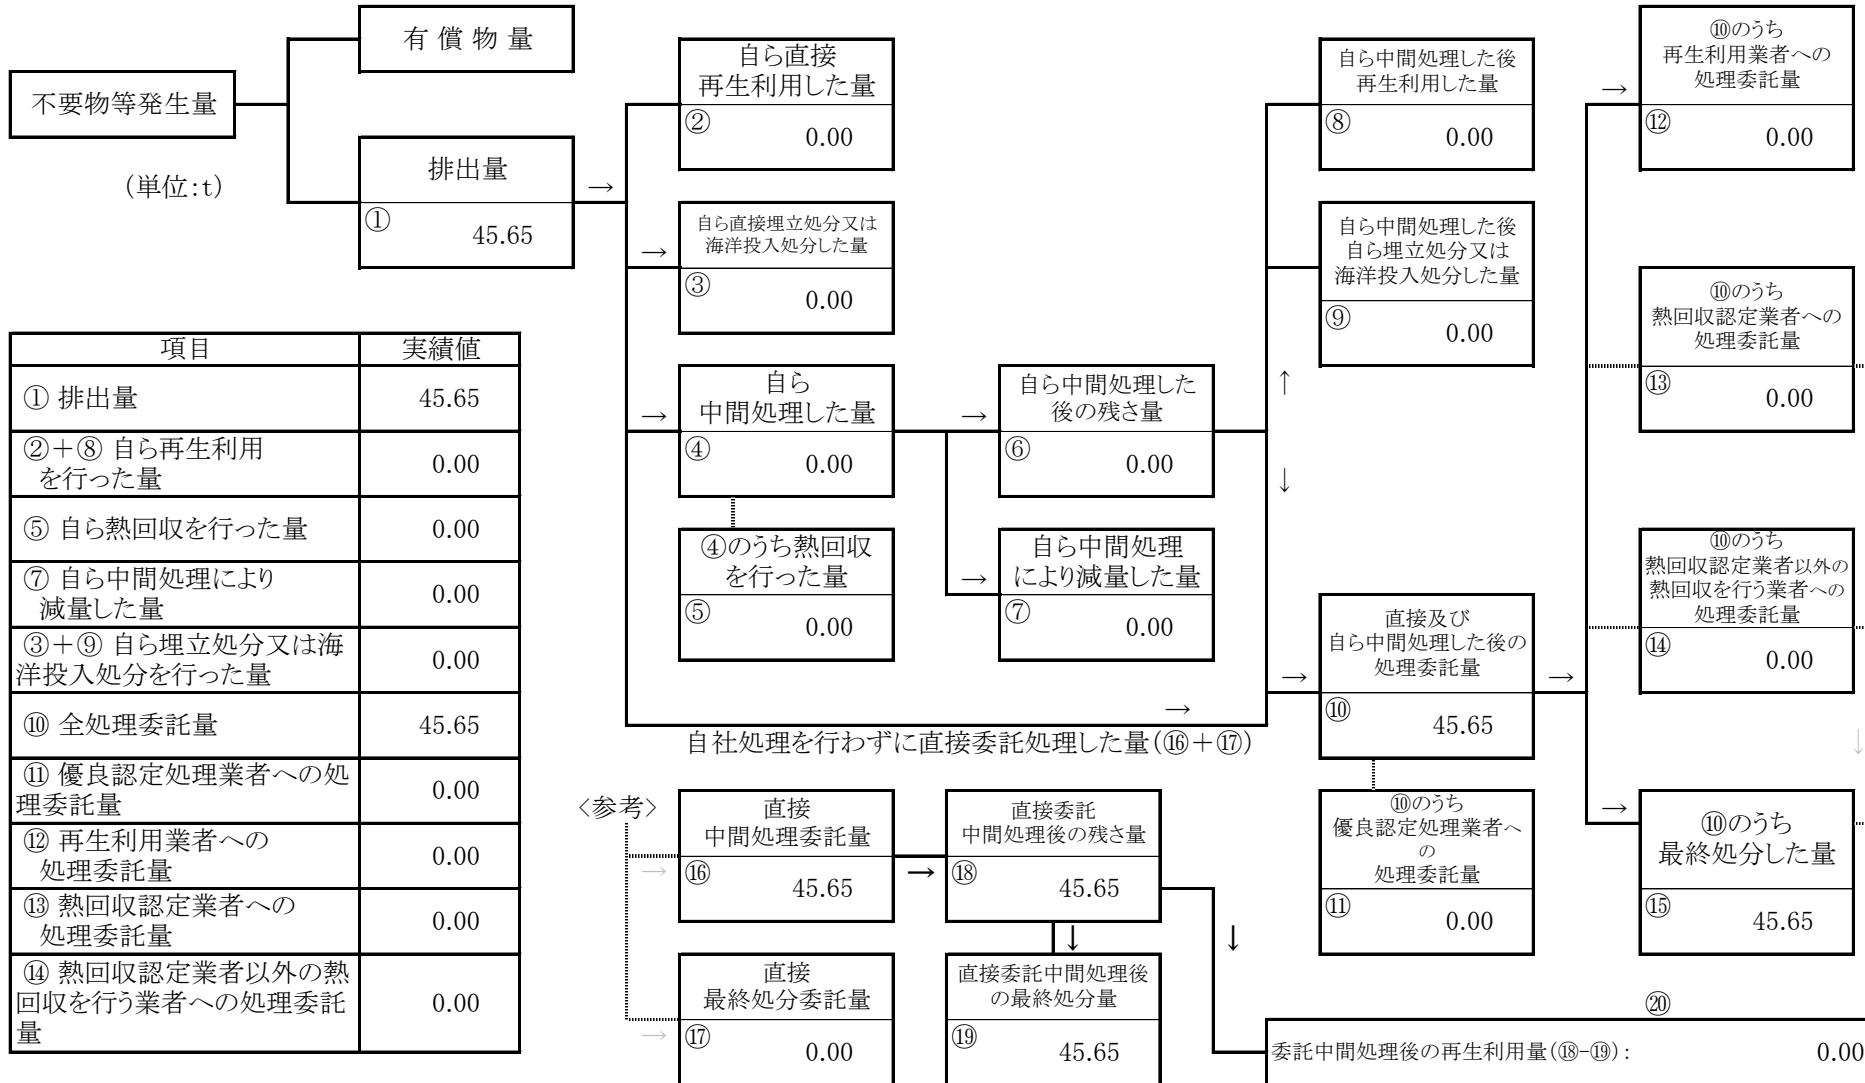 有 償 物 量
不要物等発生量
(単位:t)
排出量
①
45.65
→
自ら直接
再生利用した量
②
0.00
→
自ら直接埋立処分又は
海洋投入処分した量
③
0.00
→
自ら
中間処理した量
④
0.00
④のうち熱回収
を行った量
⑤
0.00
→
自ら中間処理した
後の残さ量
⑥
0.00
→
自ら中間処理
により減量した量
⑦
0.00
自ら中間処理した後
再生利用した量
⑧
0.00
自ら中間処理した後
自ら埋立処分又は
海洋投入処分した量
⑨
0.00
↑
↓
→
自社処理を行わずに直接委託処理した量(⑯+⑰)
→
直接及び
自ら中間処理した後の
処理委託量
⑩
45.65
⑩のうち
優良認定処理業者へ
の
処理委託量
⑪
0.00
→
→
⑩のうち
再生利用業者への
処理委託量
⑫
0.00
⑩のうち
熱回収認定業者への
処理委託量
⑬
0.00
⑩のうち
熱回収認定業者以外の
熱回収を行う業者への
処理委託量
⑭
0.00
↓
→
⑩のうち
最終処分した量
⑮
45.65
項目 実績値
① 排出量 45.65
②+⑧ 自ら再生利用
を行った量 0.00
⑤ 自ら熱回収を行った量 0.00
⑦ 自ら中間処理により
減量した量 0.00
③+⑨ 自ら埋立処分又は海
洋投入処分を行った量 0.00
⑩ 全処理委託量 45.65
⑪ 優良認定処理業者への処
理委託量 0.00
⑫ 再生利用業者への
処理委託量 0.00
⑬ 熱回収認定業者への
処理委託量 0.00
⑭ 熱回収認定業者以外の熱
回収を行う業者への処理委託
量 0.00
<参考>
→
直接
中間処理委託量
⑯
45.65
→
直接委託
中間処理後の残さ量
⑱
45.65
↓
↓
→
直接
最終処分委託量
⑰
0.00
直接委託中間処理後
の最終処分量
⑲
45.65
⑳
委託中間処理後の再生利用量(⑱-⑲): 0.00